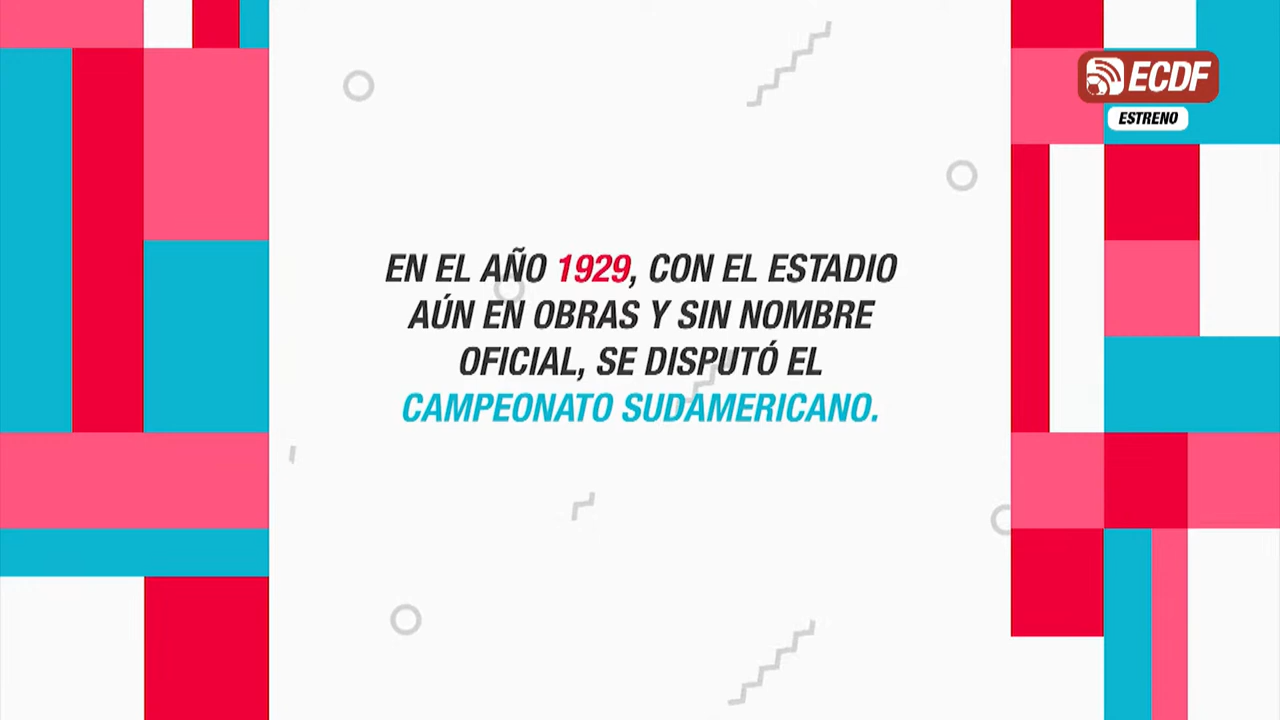 ECDF
ESTRENO
EN EL AÑO 1929, CON EL ESTADIO
AÚN EN OBRAS Y SIN NOMBRE
OFICIAL, SE DISPUTÓ EL
CAMPEONATO SUDAMERICANO.